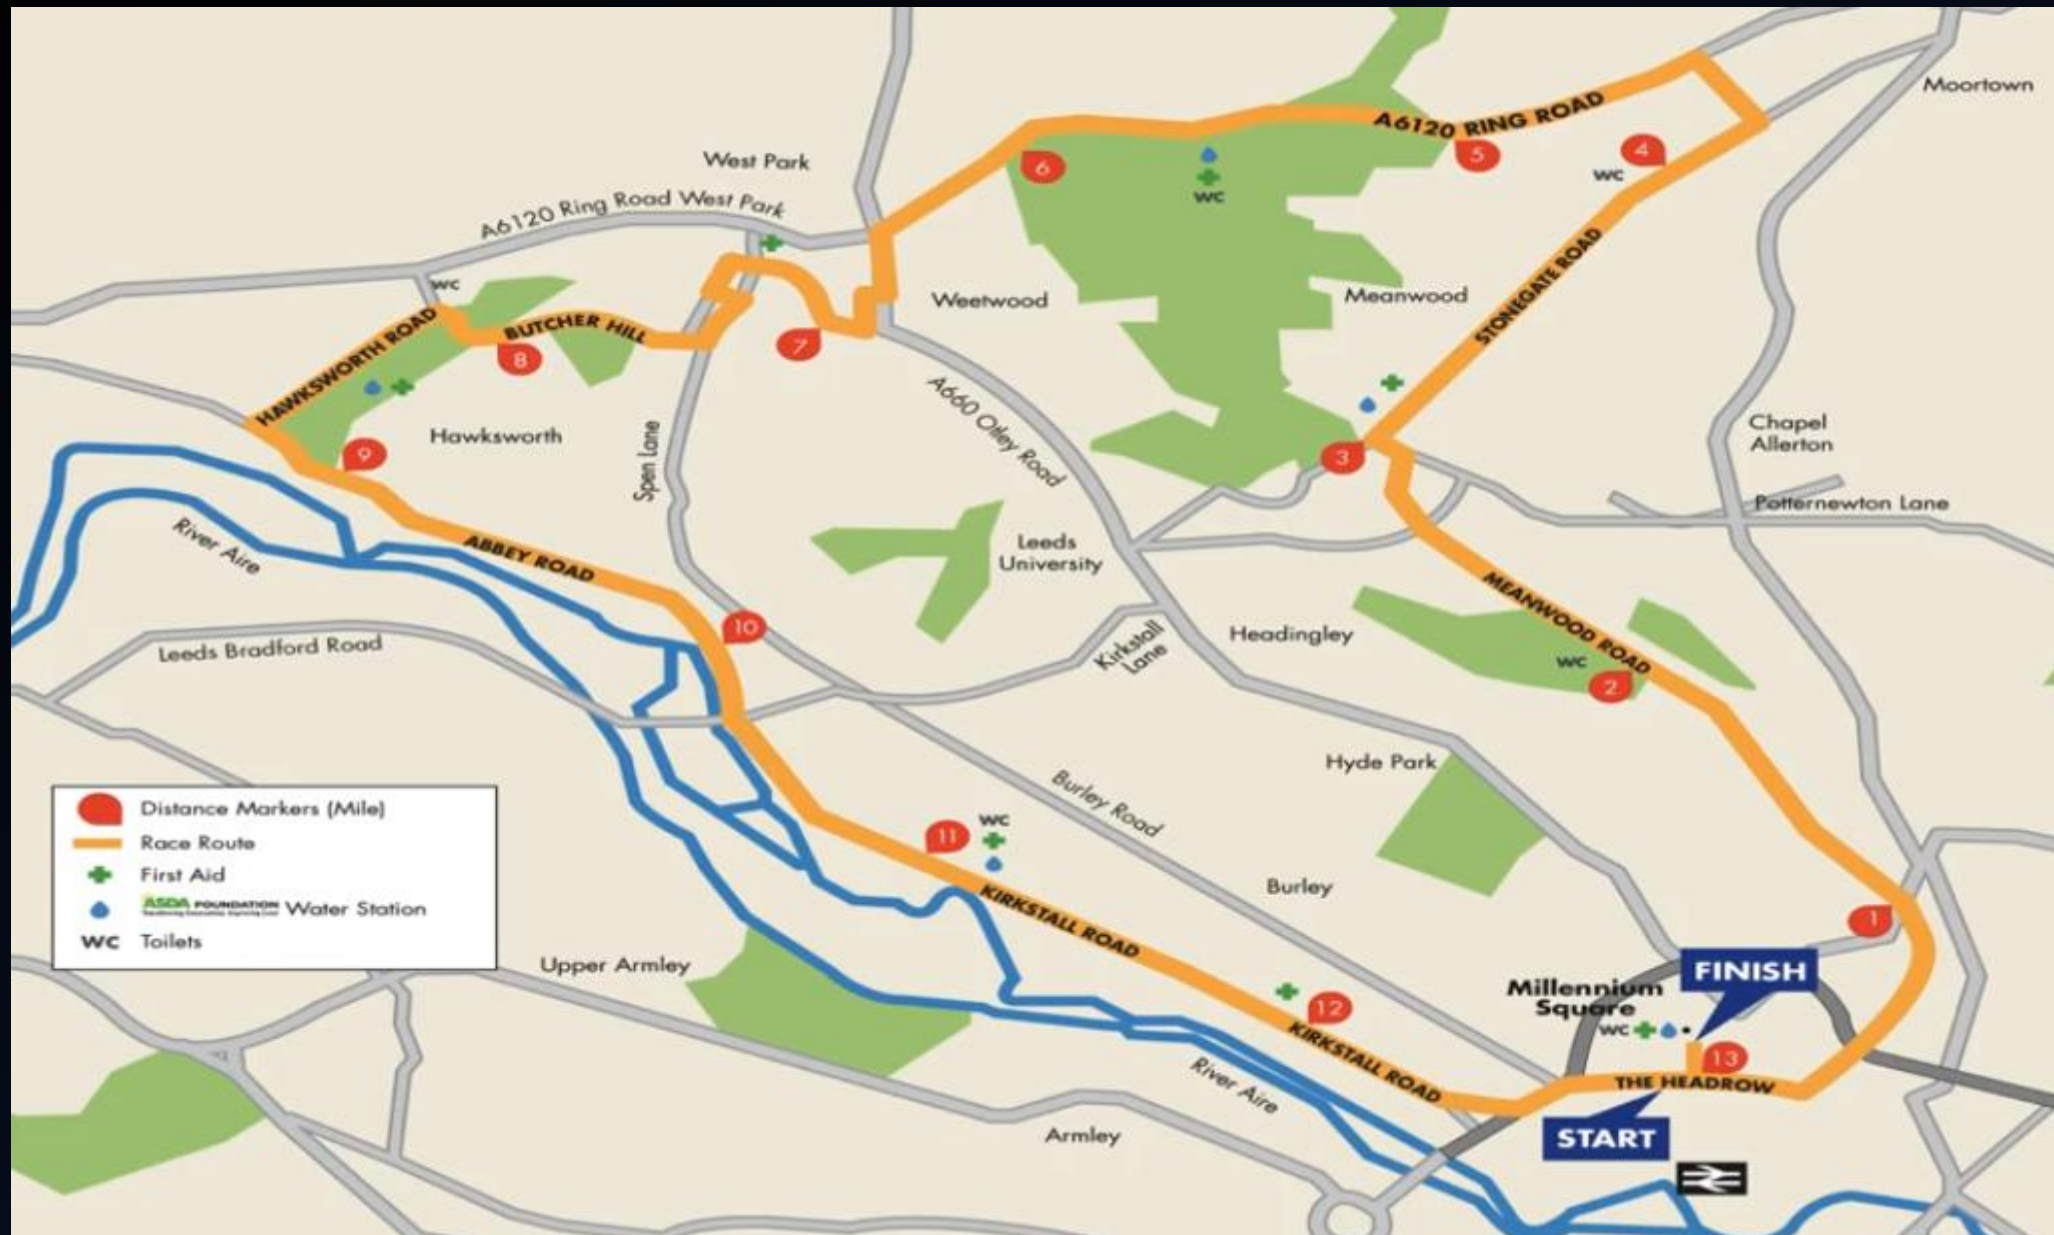 Moortown
A6120 RING ROAD
West Park
6
5
4
WC
WC
A6120 Ring Road West Park
STONEGATE ROAD
WC
Weetwood
Meanwood
HAWKSWORTH ROAD
BUTCHER HILL
8
7
A660 Otley Road
Hawksworth
9
Spen Lane
3
Chapel
Allerton
Potternewton Lane
River Aire
ABBEY ROAD
Leeds
University
MEANWOOD ROAD
10
Leeds Bradford Road
Kirkstall
Lane
Headingley
WC
2
Hyde Park
Burley Road
Distance Markers (Mile)
Race Route
First Aid
ASDA FOUNDATION Water Station
WC Toilets
11
WC
KIRKSTALL ROAD
Burley
1
Upper Armley
FINISH
Millennium
Square
WC
12
KIRKSTALL ROAD
13
THE HEADROW
River Aire
Armley
START